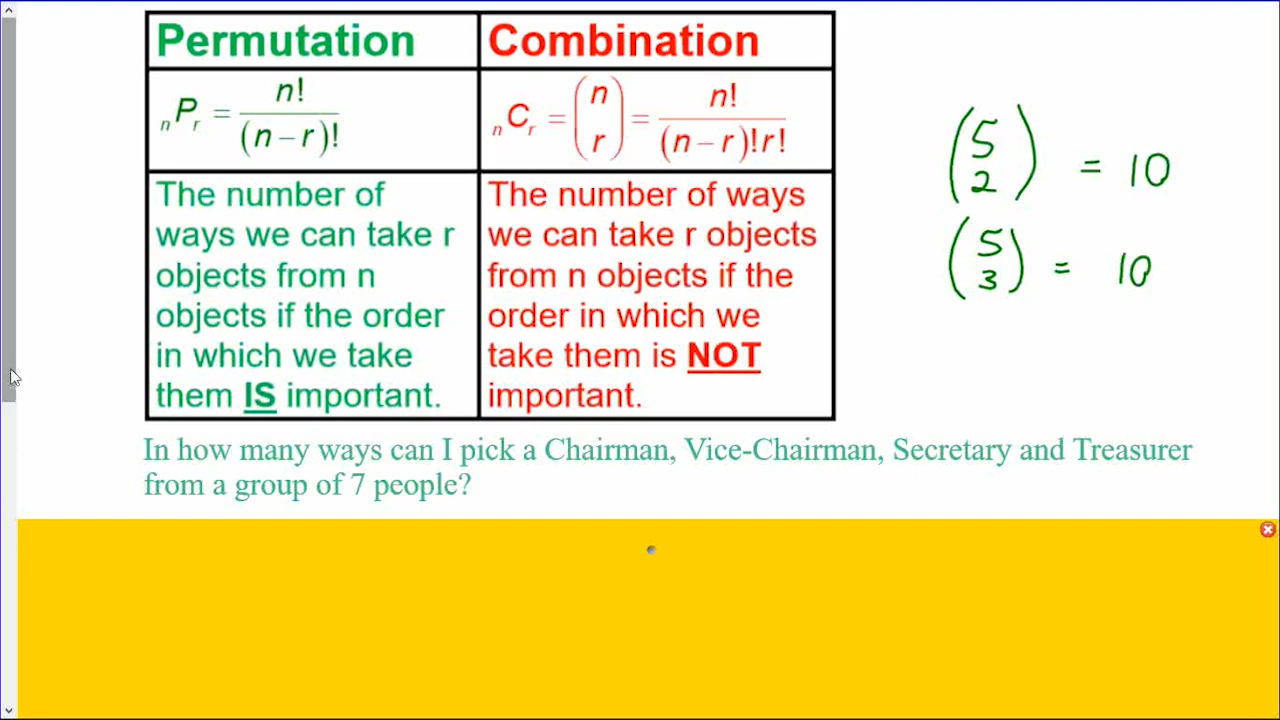 Permutation
Combination
nPr = n! / (n – r)!
nCr = (n r) = n! / (n – r)!r!
The number of
ways we can take r
objects from n
objects if the order
in which we take
them IS important.
The number of ways
we can take r objects
from n objects if the
order in which we
take them is NOT
important.
(5 2) = 10
(5 3) = 10
In how many ways can I pick a Chairman, Vice-Chairman, Secretary and Treasurer
from a group of 7 people?